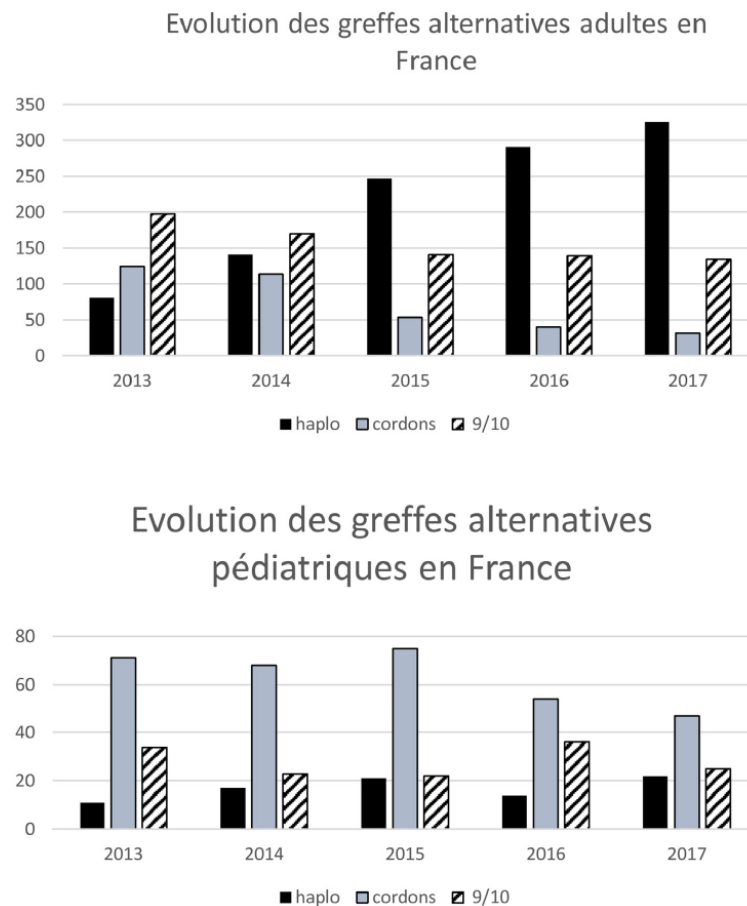 Evolution des greffes alternatives adultes en
France
350
300
250
200
150
100
50
0
2013 2014 2015 2016 2017
haplo cordons 9/10
Evolution des greffes alternatives
pédiatriques en France
80
60
40
20
0
2013 2014 2015 2016 2017
haplo cordons 9/10